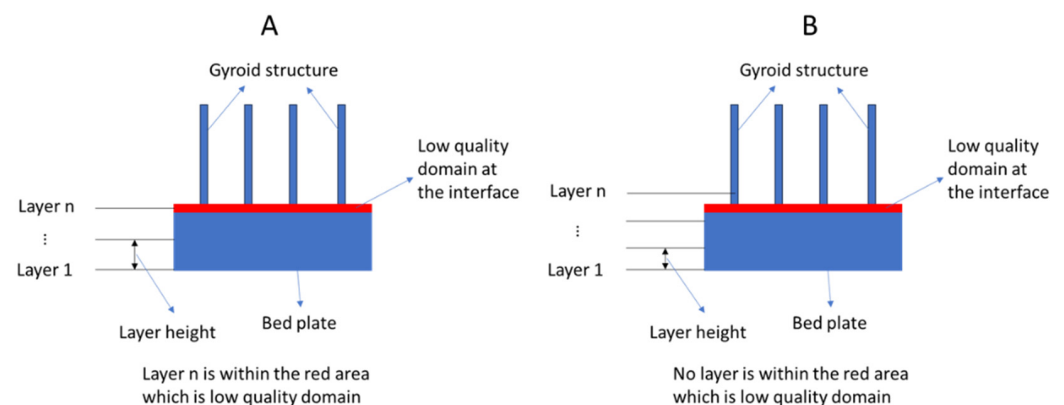 A
Gyroid structure
Low quality
domain at
the interface
Layer n
⋮
Layer 1
Layer height
Bed plate
Layer n is within the red area
which is low quality domain
B
Gyroid structure
Low quality
domain at
the interface
Layer n
⋮
Layer 1
Layer height
Bed plate
No layer is within the red area
which is low quality domain